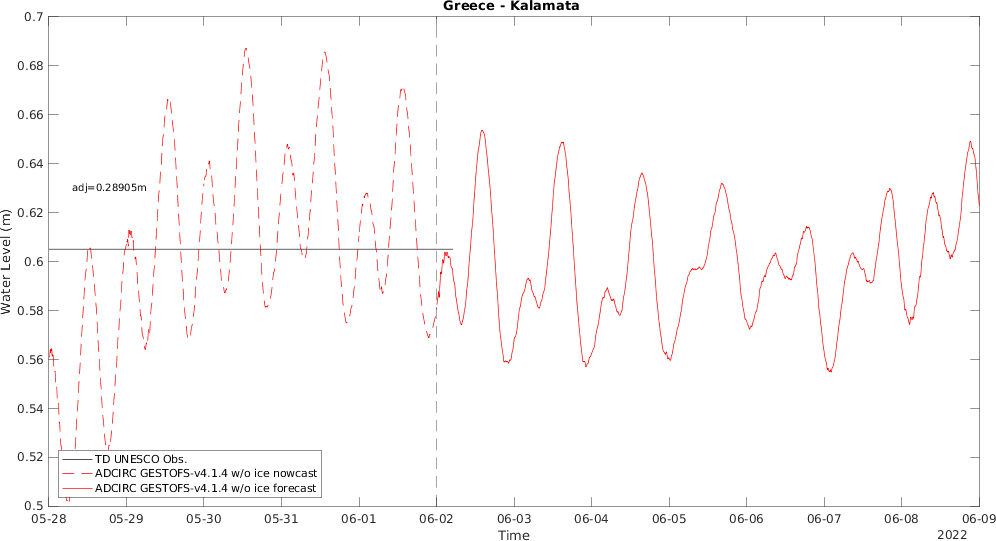 Greece - Kalamata
0.7
0.68
0.66
0.64
0.62
0.6
0.58
0.56
0.54
0.52
0.5
Water Level (m)
adj=0.28905m
TD UNESCO Obs.
ADCIRC GESTOFS-v4.1.4 w/o ice nowcast
ADCIRC GESTOFS-v4.1.4 w/o ice forecast
05-28 05-29 05-30 05-31 06-01 06-02 06-03 06-04 06-05 06-06 06-07 06-08 06-09
Time
2022